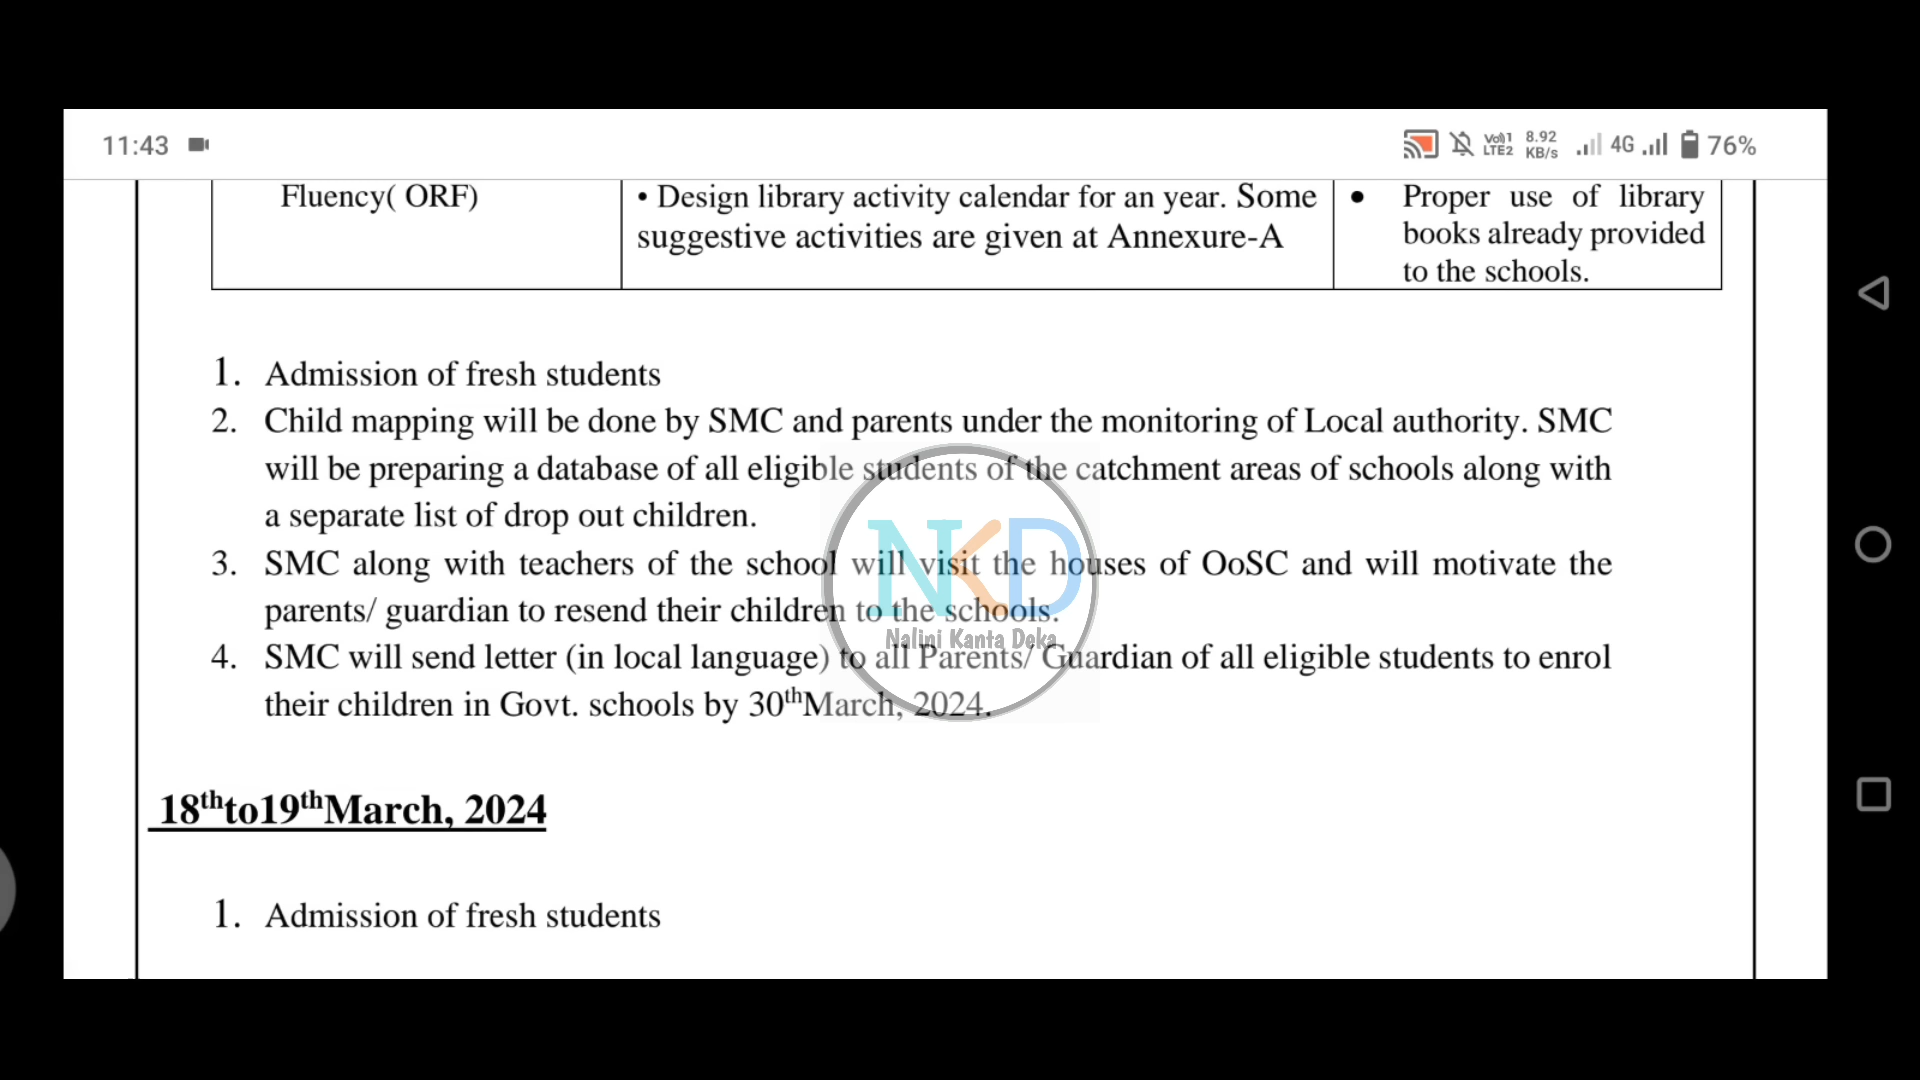 11:43
Vo)) 1
LTE2
8.92
KB/s
4G
76%
Fluency( ORF)
• Design library activity calendar for an year. Some
suggestive activities are given at Annexure-A
• Proper use of library
books already provided
to the schools.
1. Admission of fresh students
2. Child mapping will be done by SMC and parents under the monitoring of Local authority. SMC
will be preparing a database of all eligible students of the catchment areas of schools along with
a separate list of drop out children.
3. SMC along with teachers of the school will visit the houses of OoSC and will motivate the
parents/ guardian to resend their children to the schools.
4. SMC will send letter (in local language) to all Parents/ Guardian of all eligible students to enrol
their children in Govt. schools by 30thMarch, 2024.
NKD
Nalini Kanta Deka
18thto19thMarch, 2024
1. Admission of fresh students